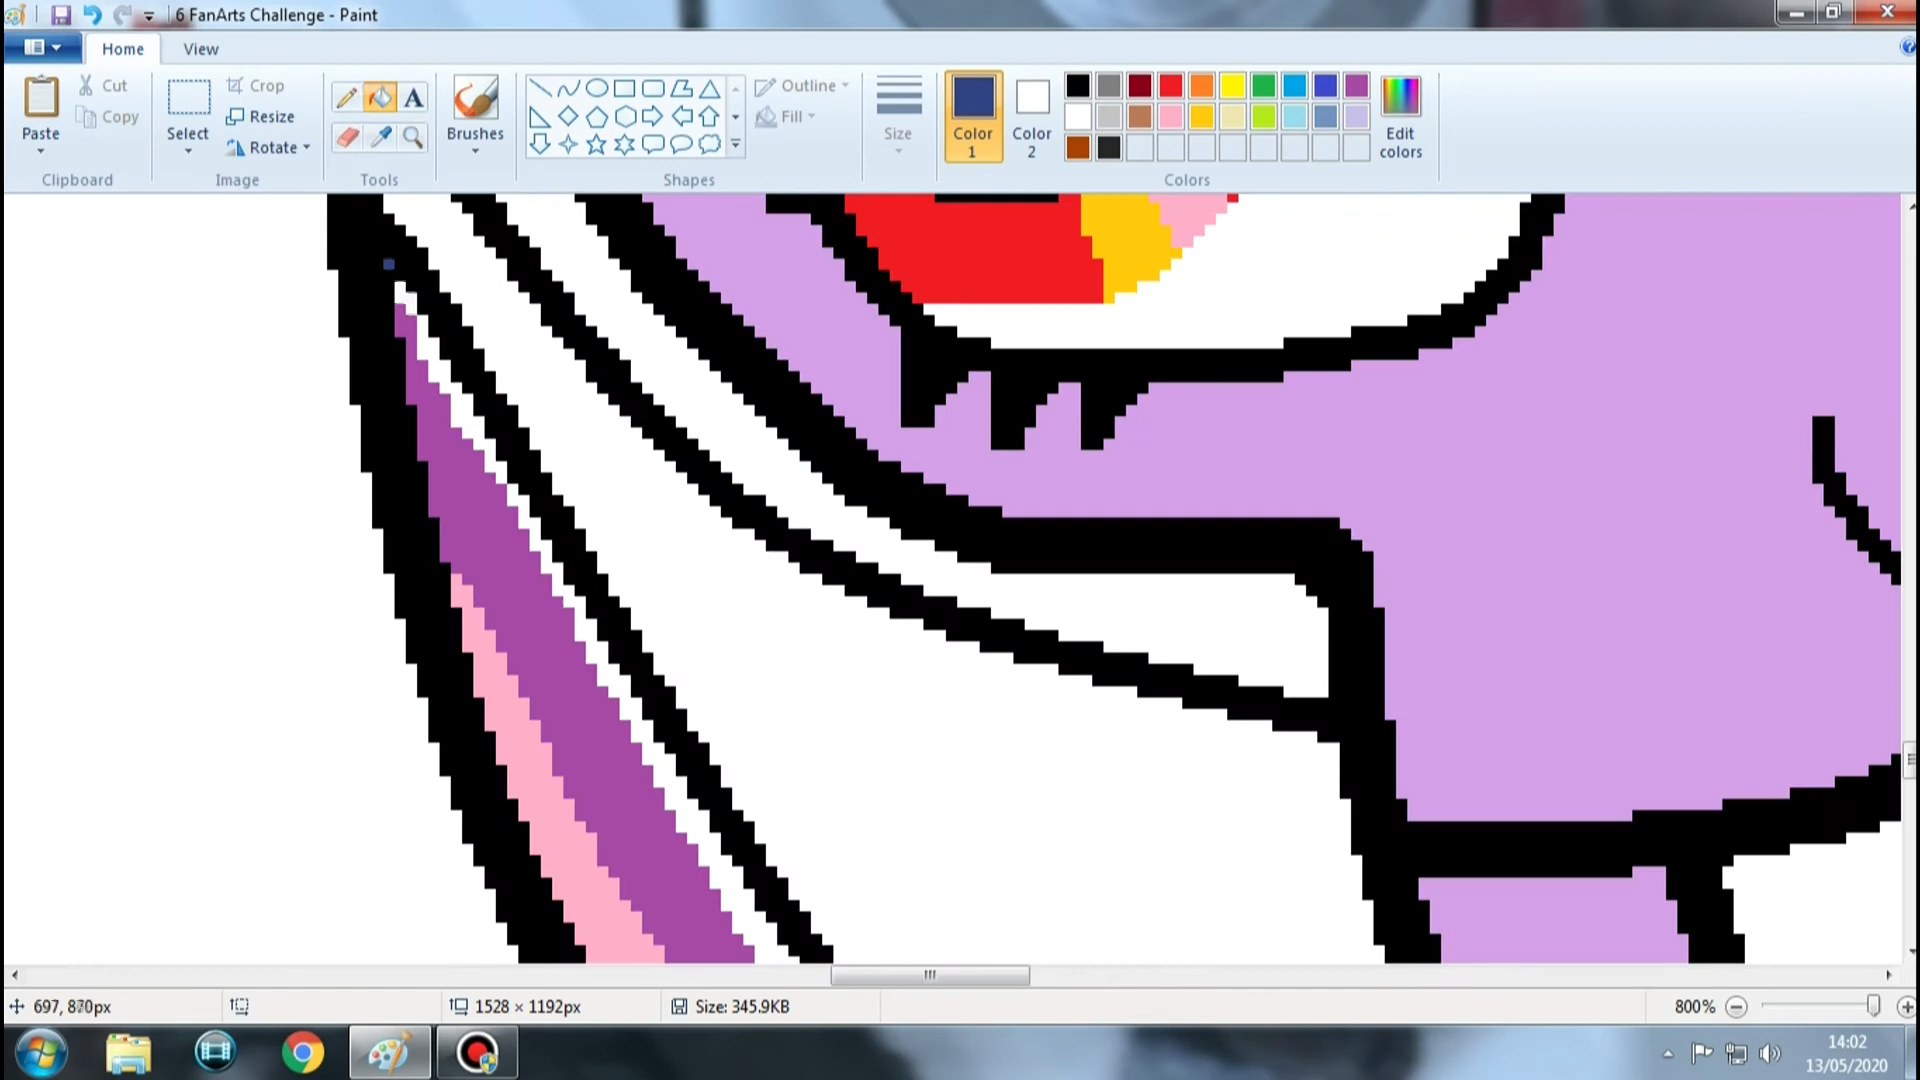 6 FanArts Challenge - Paint
Home View
Paste Cut Copy Clipboard
Select Crop Resize Rotate Image
A Tools
Brushes
Shapes
Outline Fill
Size
Color 1 Color 2 Colors
Edit colors
697, 870px
1528 × 1192px
Size: 345.9KB
800%
14:02
13/05/2020